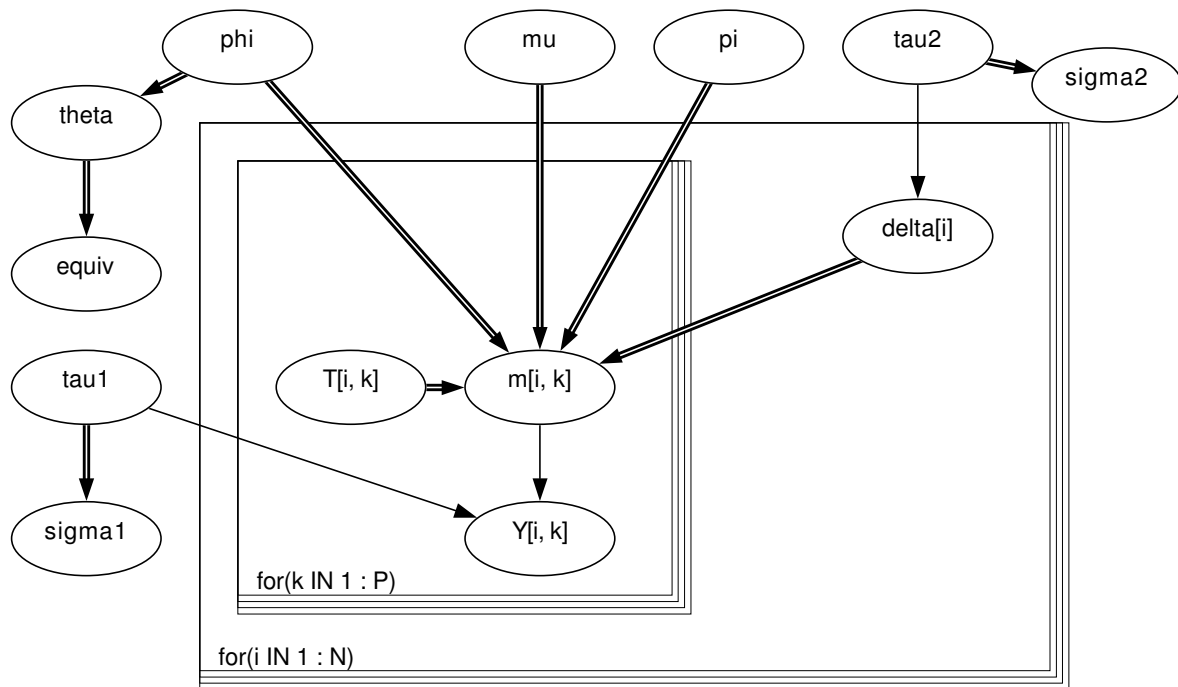 phi
mu
pi
tau2
sigma2
theta
delta[i]
equiv
tau1
T[i, k]
m[i, k]
sigma1
Y[i, k]
for(k IN 1 : P)
for(i IN 1 : N)